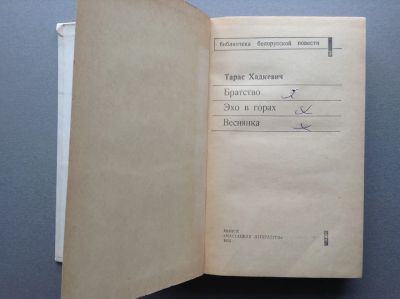 библиотека белорусской повести
Тарас Хадкевич
Братство
Эхо в горах
Веснянка
МИНСК
«МАСТАЦКАЯ ЛІТАРАТУРА»